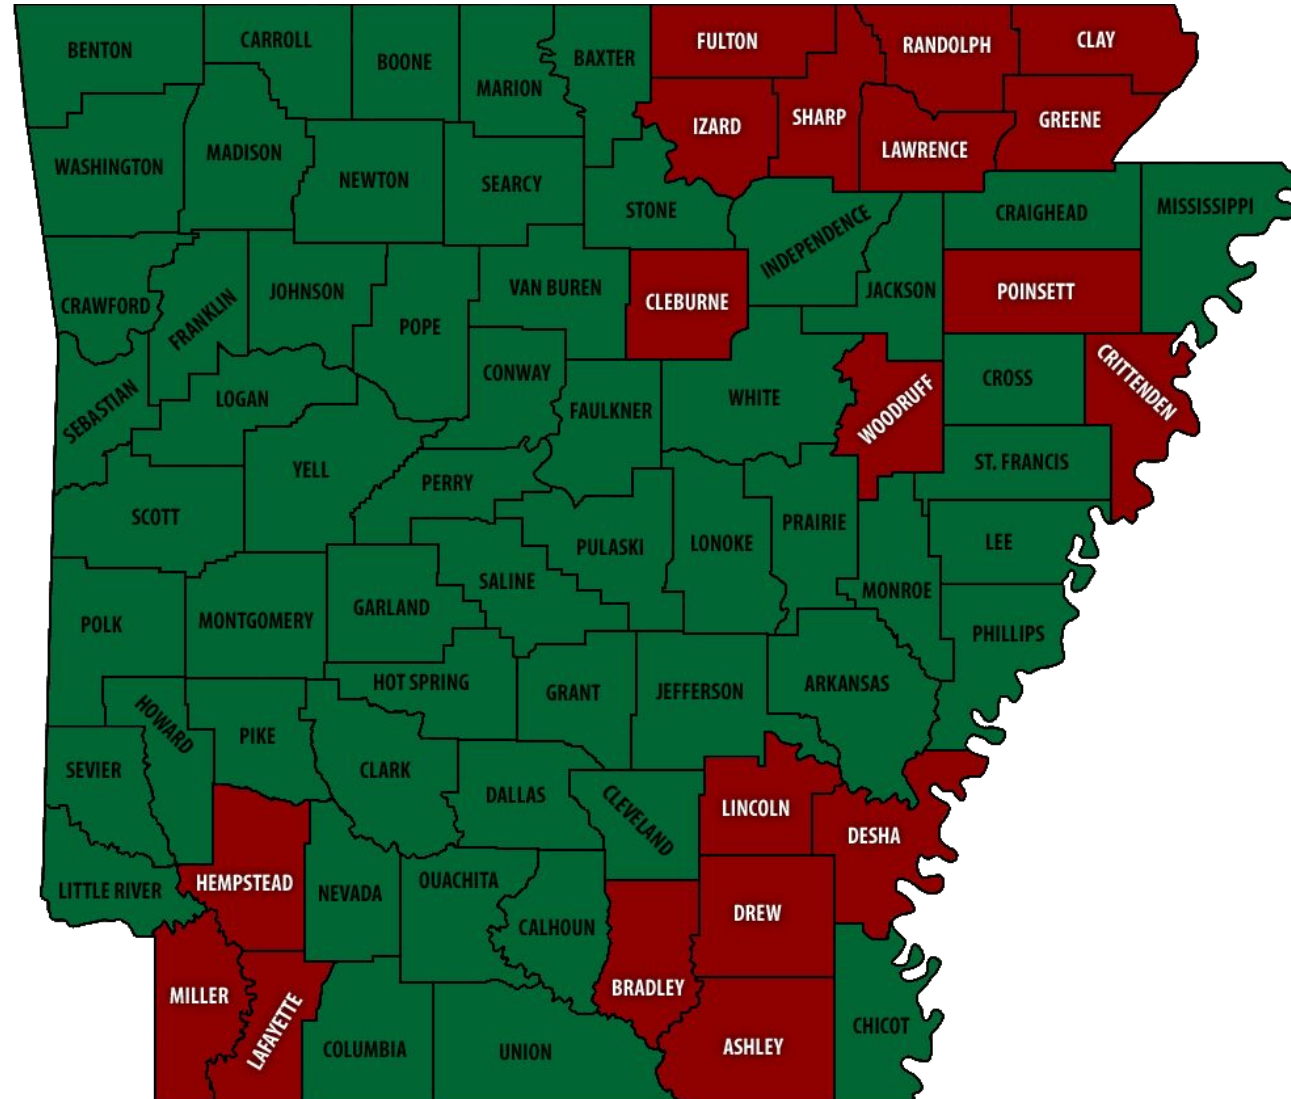 BENTON
CARROLL
BOONE
MARION
BAXTER
FULTON
RANDOLPH
CLAY
IZARD
SHARP
LAWRENCE
GREENE
WASHINGTON
MADISON
NEWTON
SEARCY
STONE
INDEPENDENCE
CRAIGHEAD
MISSISSIPPI
CRAWFORD
FRANKLIN
JOHNSON
POPE
VAN BUREN
CLEBURNE
JACKSON
POINSETT
SEBASTIAN
LOGAN
CONWAY
FAULKNER
WHITE
WOODRUFF
CROSS
CRITTENDEN
SCOTT
YELL
PERRY
PULASKI
LONOKE
PRAIRIE
ST. FRANCIS
LEE
POLK
MONTGOMERY
GARLAND
SALINE
MONROE
PHILLIPS
HOWARD
PIKE
HOT SPRING
GRANT
JEFFERSON
ARKANSAS
SEVIER
CLARK
DALLAS
CLEVELAND
LINCOLN
DESHA
LITTLE RIVER
HEMPSTEAD
NEVADA
OUACHITA
CALHOUN
BRADLEY
DREW
MILLER
LAFAYETTE
COLUMBIA
UNION
ASHLEY
CHICOT